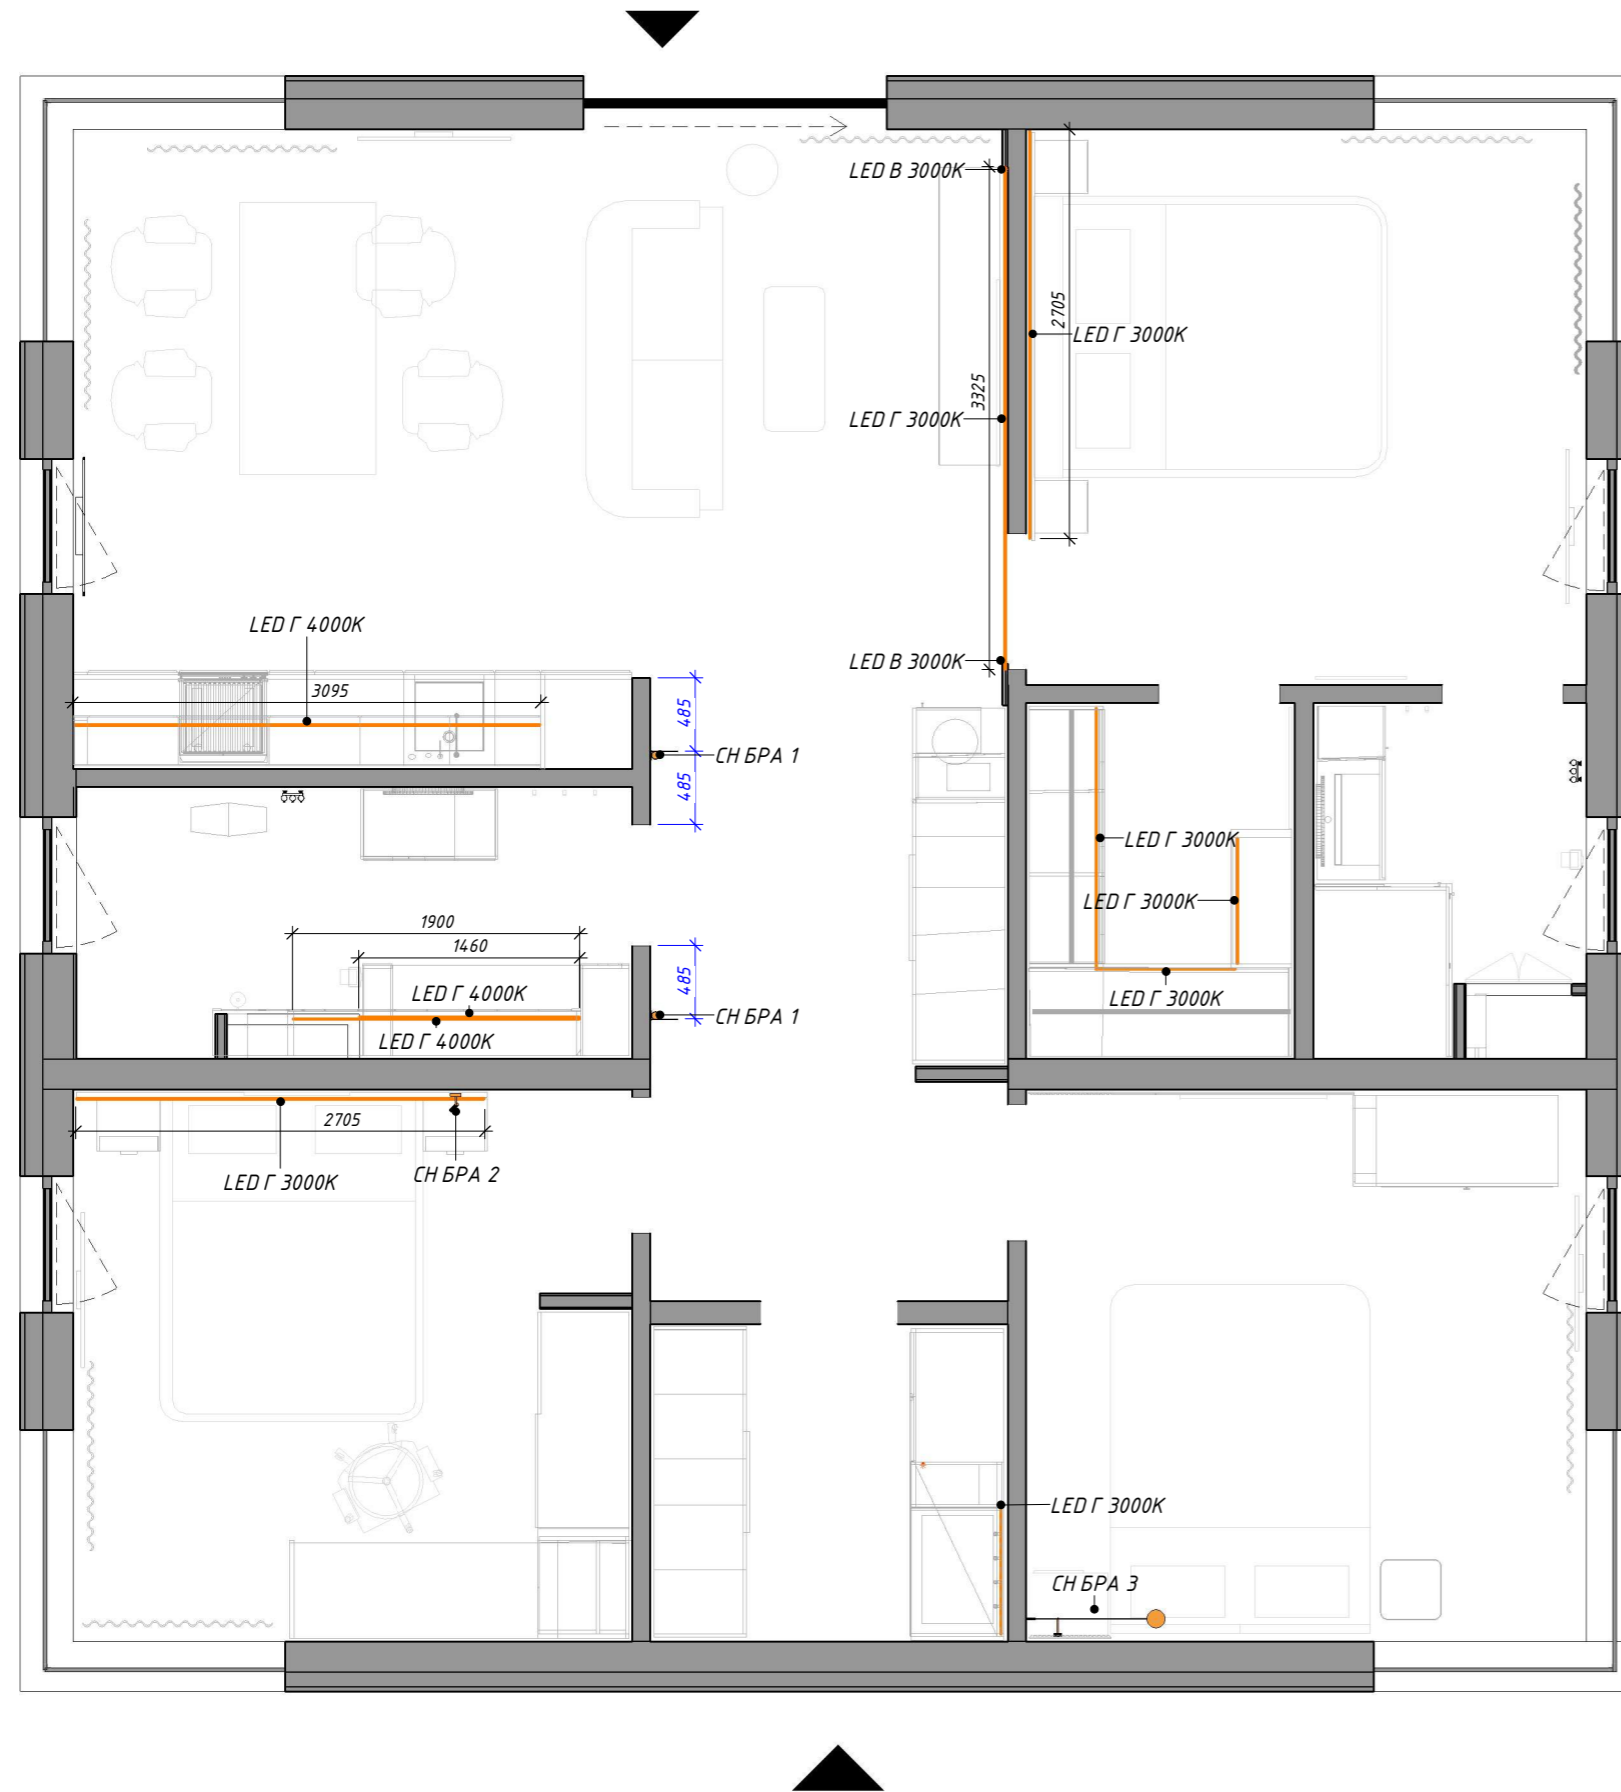 LED В 3000К
2705
LED Г 3000К
3325
LED Г 3000К
LED Г 4000К
LED В 3000К
3095
485
СН БРА 1
485
LED Г 3000К
LED Г 3000К
1900
1460
485
LED Г 4000К
LED Г 3000К
СН БРА 1
LED Г 4000К
2705
СН БРА 2
LED Г 3000К
LED Г 3000К
СН БРА 3